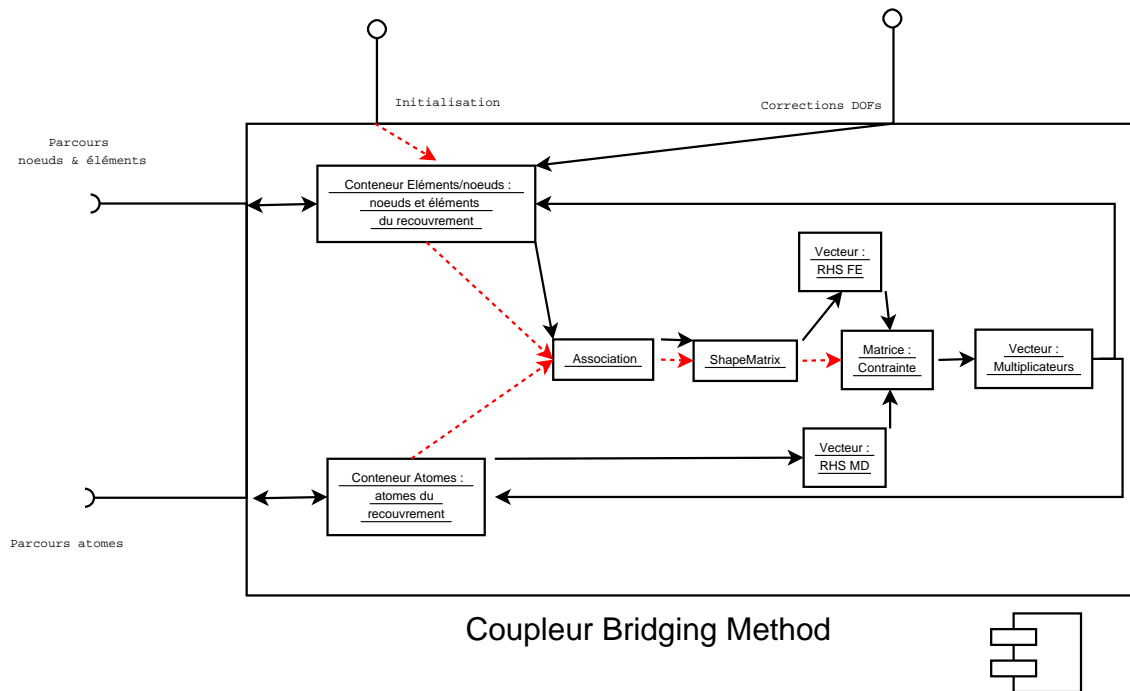 Initialisation
Corrections DOFs
Parcours
noeuds & éléments
Conteneur Eléments/noeuds :
noeuds et éléments
du recouvrement
Vecteur :
RHS FE
Association
ShapeMatrix
Matrice :
Contrainte
Vecteur :
Multiplicateurs
Vecteur :
RHS MD
Conteneur Atomes :
atomes du
recouvrement
Parcours atomes
Coupleur Bridging Method